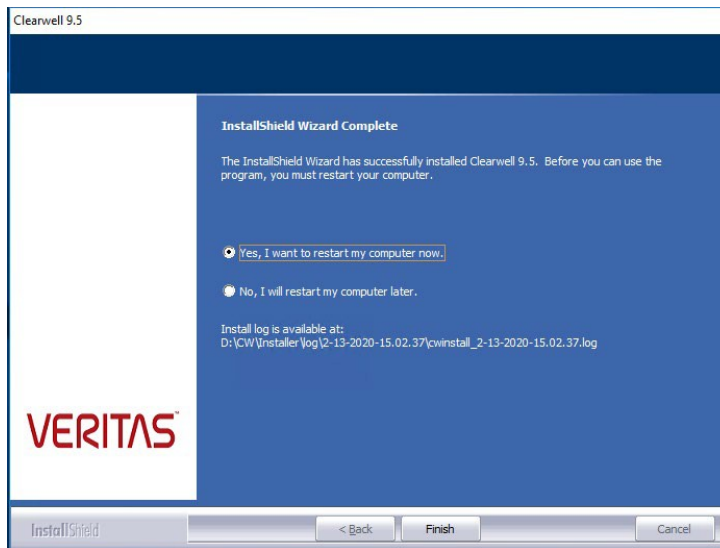 Clearwell 9.5
InstallShield Wizard Complete
The InstallShield Wizard has successfully installed Clearwell 9.5. Before you can use the
program, you must restart your computer.
Yes, I want to restart my computer now.
No, I will restart my computer later.
Install log is available at:
D:\CW\Installer\log\2-13-2020-15.02.37\cwinstall_2-13-2020-15.02.37.log
VERITAS™
InstallShield
< Back Finish Cancel